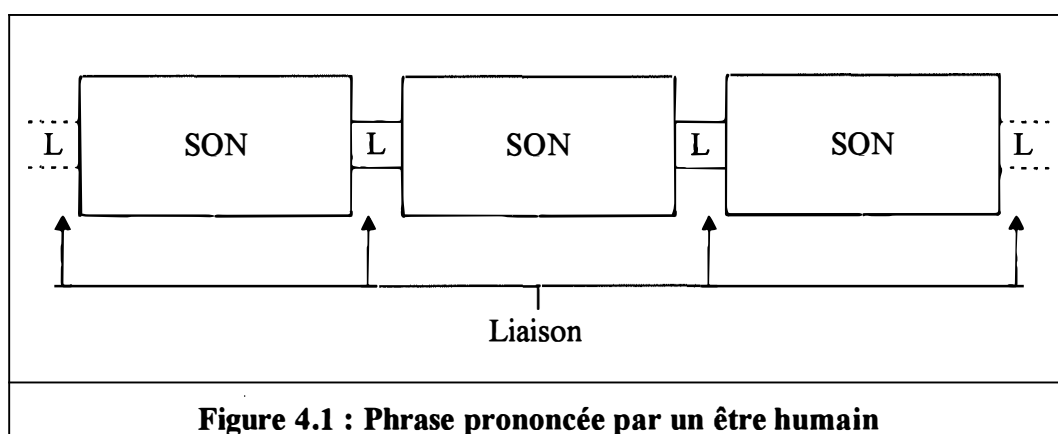 L SON L SON L SON L
Liaison
Figure 4.1 : Phrase prononcée par un être humain